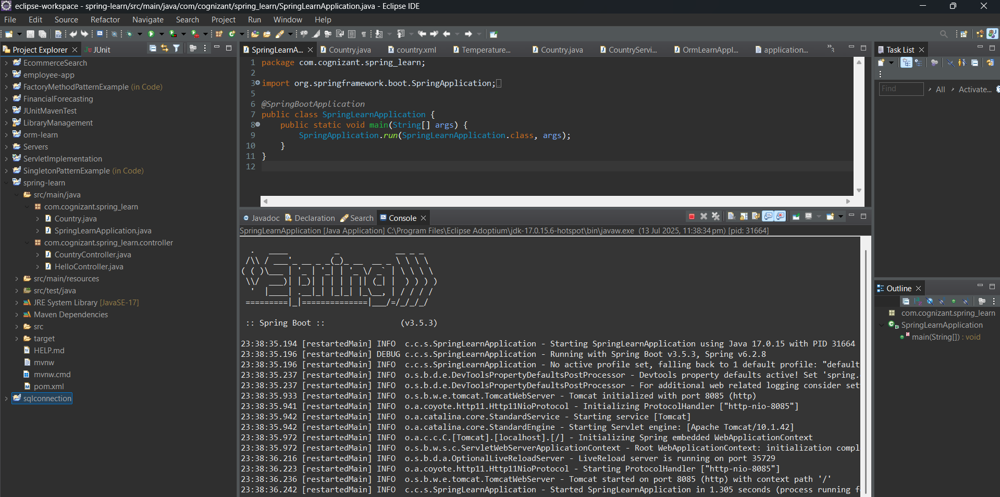 eclipse-workspace - spring-learn/src/main/java/com/cognizant/spring_learn/SpringLearnApplication.java - Eclipse IDE
File Edit Source Refactor Navigate Search Project Run Window Help
Project Explorer
JUnit
EcommerceSearch
employee-app
FactoryMethodPatternExample (in Code)
FinancialForecasting
JUnitMavenTest
LibraryManagement
orm-learn
Servers
ServletImplementation
SingletonPatternExample (in Code)
spring-learn
src/main/java
com.cognizant.spring_learn
Country.java
SpringLearnApplication.java
com.cognizant.spring_learn.controller
CountryController.java
HelloController.java
src/main/resources
src/test/java
JRE System Library [JavaSE-17]
Maven Dependencies
src
target
HELP.md
mvnw
mvnw.cmd
pom.xml
sqlconnection
SpringLearnA... Country.java country.xml Temperature... Country.java CountryServi... OrmLearnAppl... application... »3
1 package com.cognizant.spring_learn;
2
3 import org.springframework.boot.SpringApplication;
5
6 @SpringBootApplication
7 public class SpringLearnApplication {
8 public static void main(String[] args) {
9 SpringApplication.run(SpringLearnApplication.class, args);
10 }
11 }
12
Javadoc Declaration Search Console
SpringLearnApplication [Java Application] C:\Program Files\Eclipse Adoptium\jdk-17.0.15.6-hotspot\bin\javaw.exe (13 Jul 2025, 11:38:34 pm) [pid: 31664]
Spring
:: Spring Boot :: (v3.5.3)
23:38:35.194 [restartedMain] INFO c.c.s.SpringLearnApplication - Starting SpringLearnApplication using Java 17.0.15 with PID 31664
23:38:35.196 [restartedMain] DEBUG c.c.s.SpringLearnApplication - Running with Spring Boot v3.5.3, Spring v6.2.8
23:38:35.196 [restartedMain] INFO c.c.s.SpringLearnApplication - No active profile set, falling back to 1 default profile: "default
23:38:35.237 [restartedMain] INFO o.s.b.d.e.DevToolsPropertyDefaultsPostProcessor - Devtools property defaults active! Set 'spring.
23:38:35.237 [restartedMain] INFO o.s.b.d.e.DevToolsPropertyDefaultsPostProcessor - For additional web related logging consider set
23:38:35.933 [restartedMain] INFO o.s.b.w.e.tomcat.TomcatWebServer - Tomcat initialized with port 8085 (http)
23:38:35.941 [restartedMain] INFO o.a.coyote.http11.Http11NioProtocol - Initializing ProtocolHandler ["http-nio-8085"]
23:38:35.942 [restartedMain] INFO o.a.catalina.core.StandardService - Starting service [Tomcat]
23:38:35.942 [restartedMain] INFO o.a.catalina.core.StandardEngine - Starting Servlet engine: [Apache Tomcat/10.1.42]
23:38:35.972 [restartedMain] INFO o.a.c.c.C.[Tomcat].[localhost].[/] - Initializing Spring embedded WebApplicationContext
23:38:35.972 [restartedMain] INFO o.s.b.w.s.c.ServletWebServerApplicationContext - Root WebApplicationContext: initialization compl
23:38:36.216 [restartedMain] INFO o.s.b.d.a.OptionalLiveReloadServer - LiveReload server is running on port 35729
23:38:36.223 [restartedMain] INFO o.a.coyote.http11.Http11NioProtocol - Starting ProtocolHandler ["http-nio-8085"]
23:38:36.236 [restartedMain] INFO o.s.b.w.e.tomcat.TomcatWebServer - Tomcat started on port 8085 (http) with context path '/'
23:38:36.242 [restartedMain] INFO c.c.s.SpringLearnApplication - Started SpringLearnApplication in 1.305 seconds (process running f
Task List
Find All Activate...
Outline
com.cognizant.spring_learn
SpringLearnApplication
main(String[]) : void